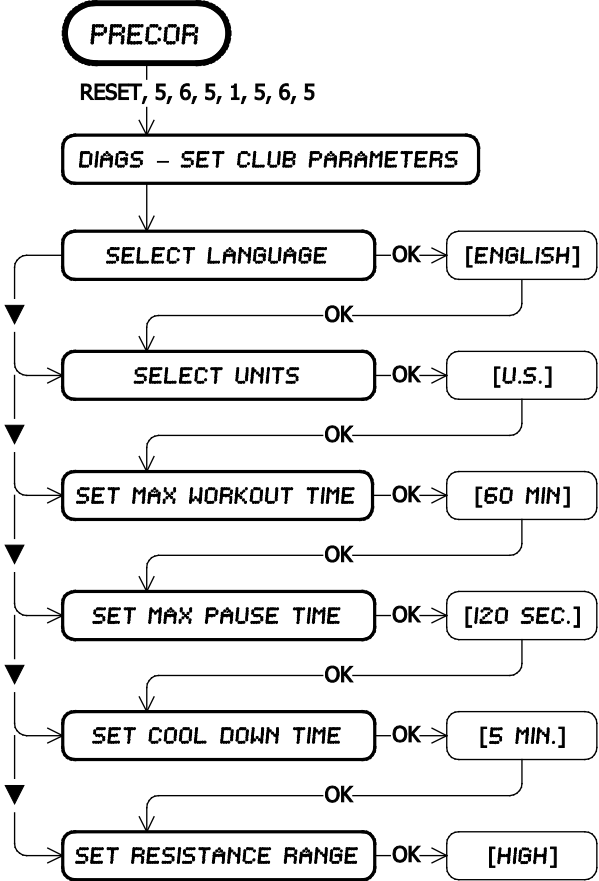 PRECOR
RESET, 5, 6, 5, 1, 5, 6, 5
DIAGS – SET CLUB PARAMETERS
SELECT LANGUAGE OK [ENGLISH]
OK
SELECT UNITS OK [U.S.]
OK
SET MAX WORKOUT TIME OK [60 MIN]
OK
SET MAX PAUSE TIME OK [120 SEC.]
OK
SET COOL DOWN TIME OK [5 MIN.]
OK
SET RESISTANCE RANGE OK [HIGH]